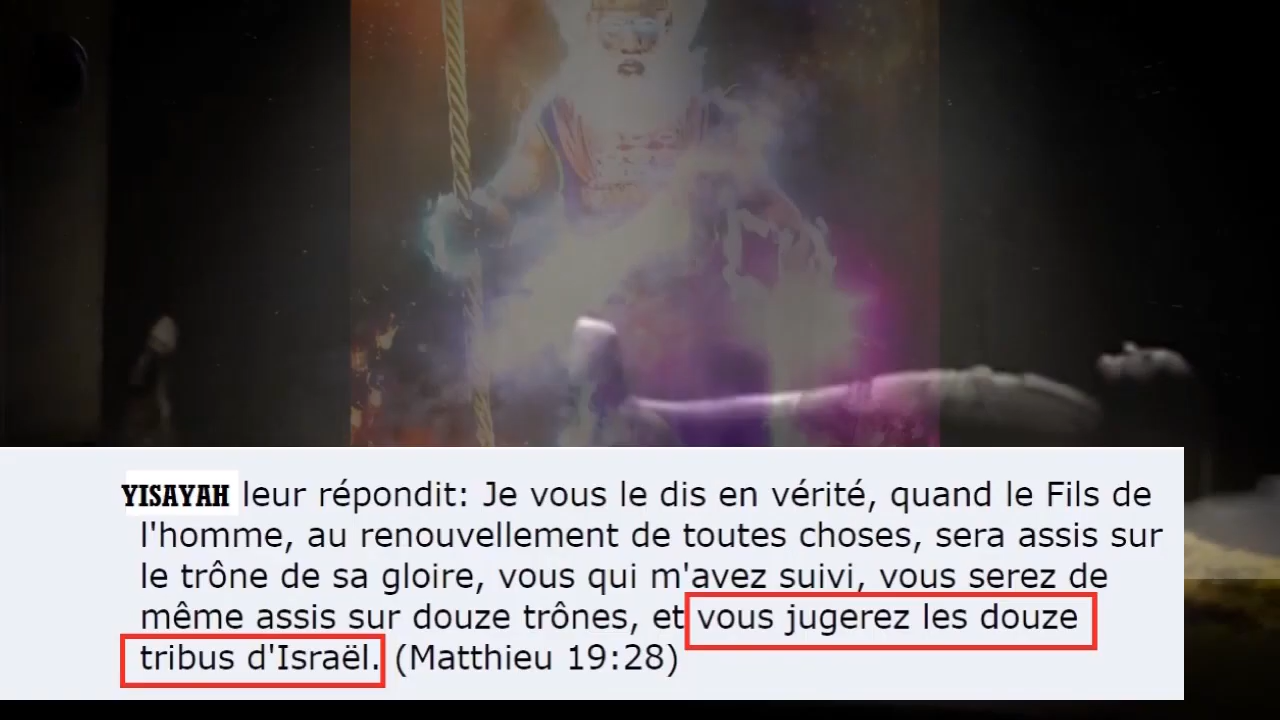 YISAYAH leur répondit: Je vous le dis en vérité, quand le Fils de
l'homme, au renouvellement de toutes choses, sera assis sur
le trône de sa gloire, vous qui m'avez suivi, vous serez de
même assis sur douze trônes, et vous jugerez les douze
tribus d'Israël. (Matthieu 19:28)